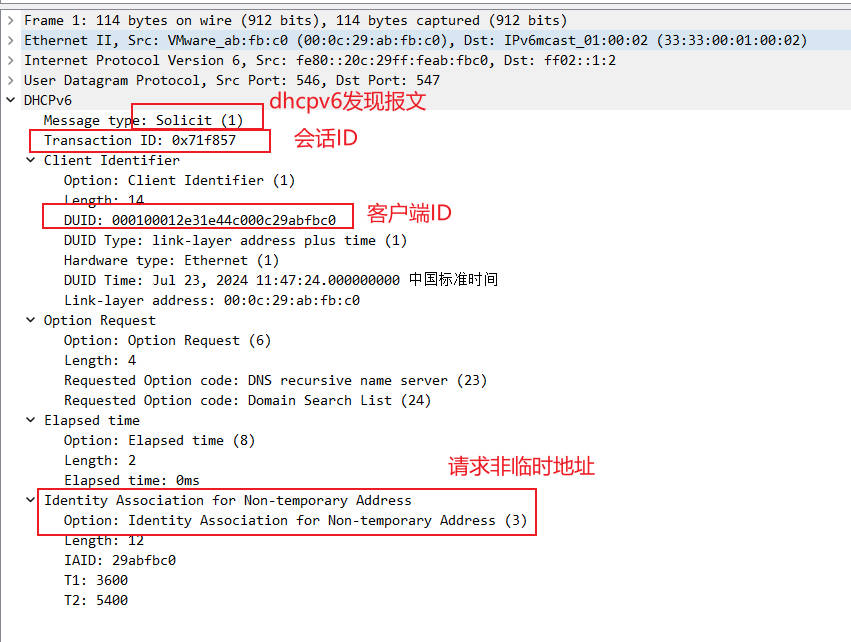 Frame 1: 114 bytes on wire (912 bits), 114 bytes captured (912 bits)
Ethernet II, Src: VMware_ab:fb:c0 (00:0c:29:ab:fb:c0), Dst: IPv6mcast_01:00:02 (33:33:00:01:00:02)
Internet Protocol Version 6, Src: fe80::20c:29ff:feab:fbc0, Dst: ff02::1:2
User Datagram Protocol, Src Port: 546, Dst Port: 547
DHCPv6
dhcpv6发现报文
Message type: Solicit (1)
Transaction ID: 0x71f857
会话ID
Client Identifier
Option: Client Identifier (1)
Length: 14
DUID: 000100012e31e44c000c29abfbc0
客户端ID
DUID Type: link-layer address plus time (1)
Hardware type: Ethernet (1)
DUID Time: Jul 23, 2024 11:47:24.000000000 中国标准时间
Link-layer address: 00:0c:29:ab:fb:c0
Option Request
Option: Option Request (6)
Length: 4
Requested Option code: DNS recursive name server (23)
Requested Option code: Domain Search List (24)
Elapsed time
Option: Elapsed time (8)
Length: 2
Elapsed time: 0ms
请求非临时地址
Identity Association for Non-temporary Address
Option: Identity Association for Non-temporary Address (3)
Length: 12
IAID: 29abfbc0
T1: 3600
T2: 5400